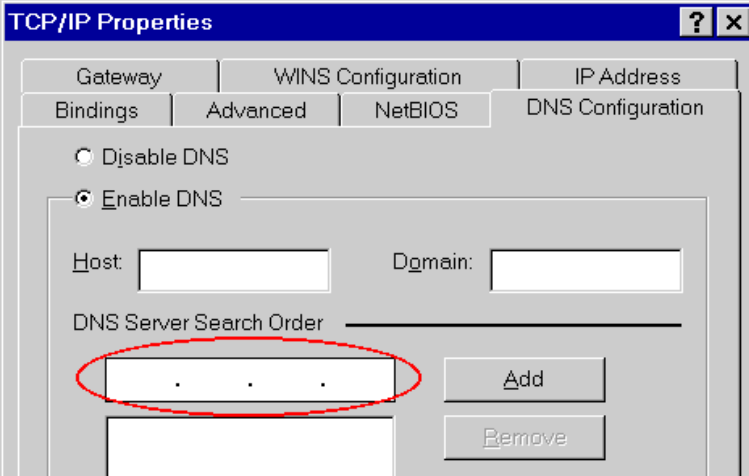 TCP/IP Properties ? ×
Gateway WINS Configuration IP Address
Bindings Advanced NetBIOS DNS Configuration
Disable DNS
Enable DNS
Host: Domain:
DNS Server Search Order
. . . Add
Remove